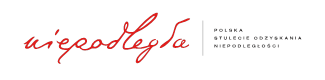 niepodległa
POLSKA
STULECIE ODZYSKANIA
NIEPODLEGŁOŚCI